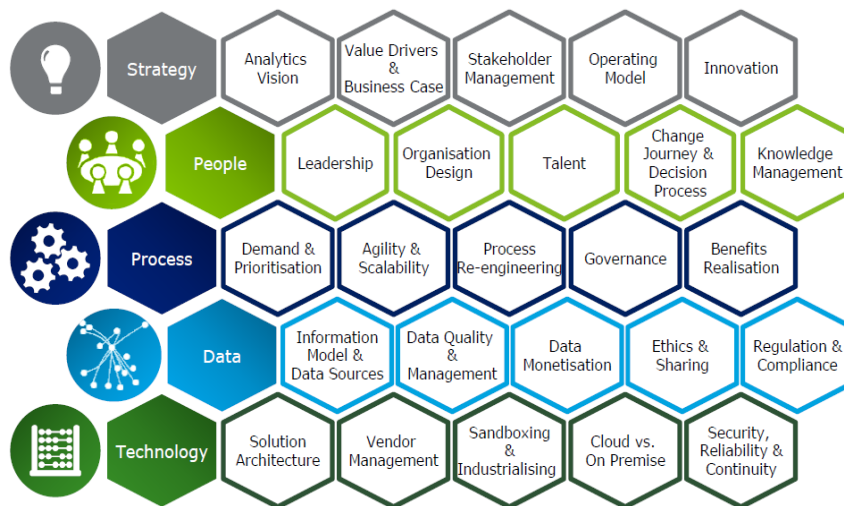 Strategy
Analytics
Vision
Value Drivers
&
Business Case
Stakeholder
Management
Operating
Model
Innovation
People
Leadership
Organisation
Design
Talent
Change
Journey &
Decision
Process
Knowledge
Management
Process
Demand &
Prioritisation
Agility &
Scalability
Process
Re-engineering
Governance
Benefits
Realisation
Data
Information
Model &
Data Sources
Data Quality
&
Management
Data
Monetisation
Ethics &
Sharing
Regulation &
Compliance
Technology
Solution
Architecture
Vendor
Management
Sandboxing
&
Industrialising
Cloud vs.
On Premise
Security,
Reliability &
Continuity